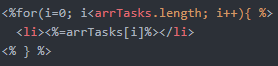 <%for(i=0; i<arrTasks.length; i++){ %>
<li><%=arrTasks[i]%></li>
<% } %>